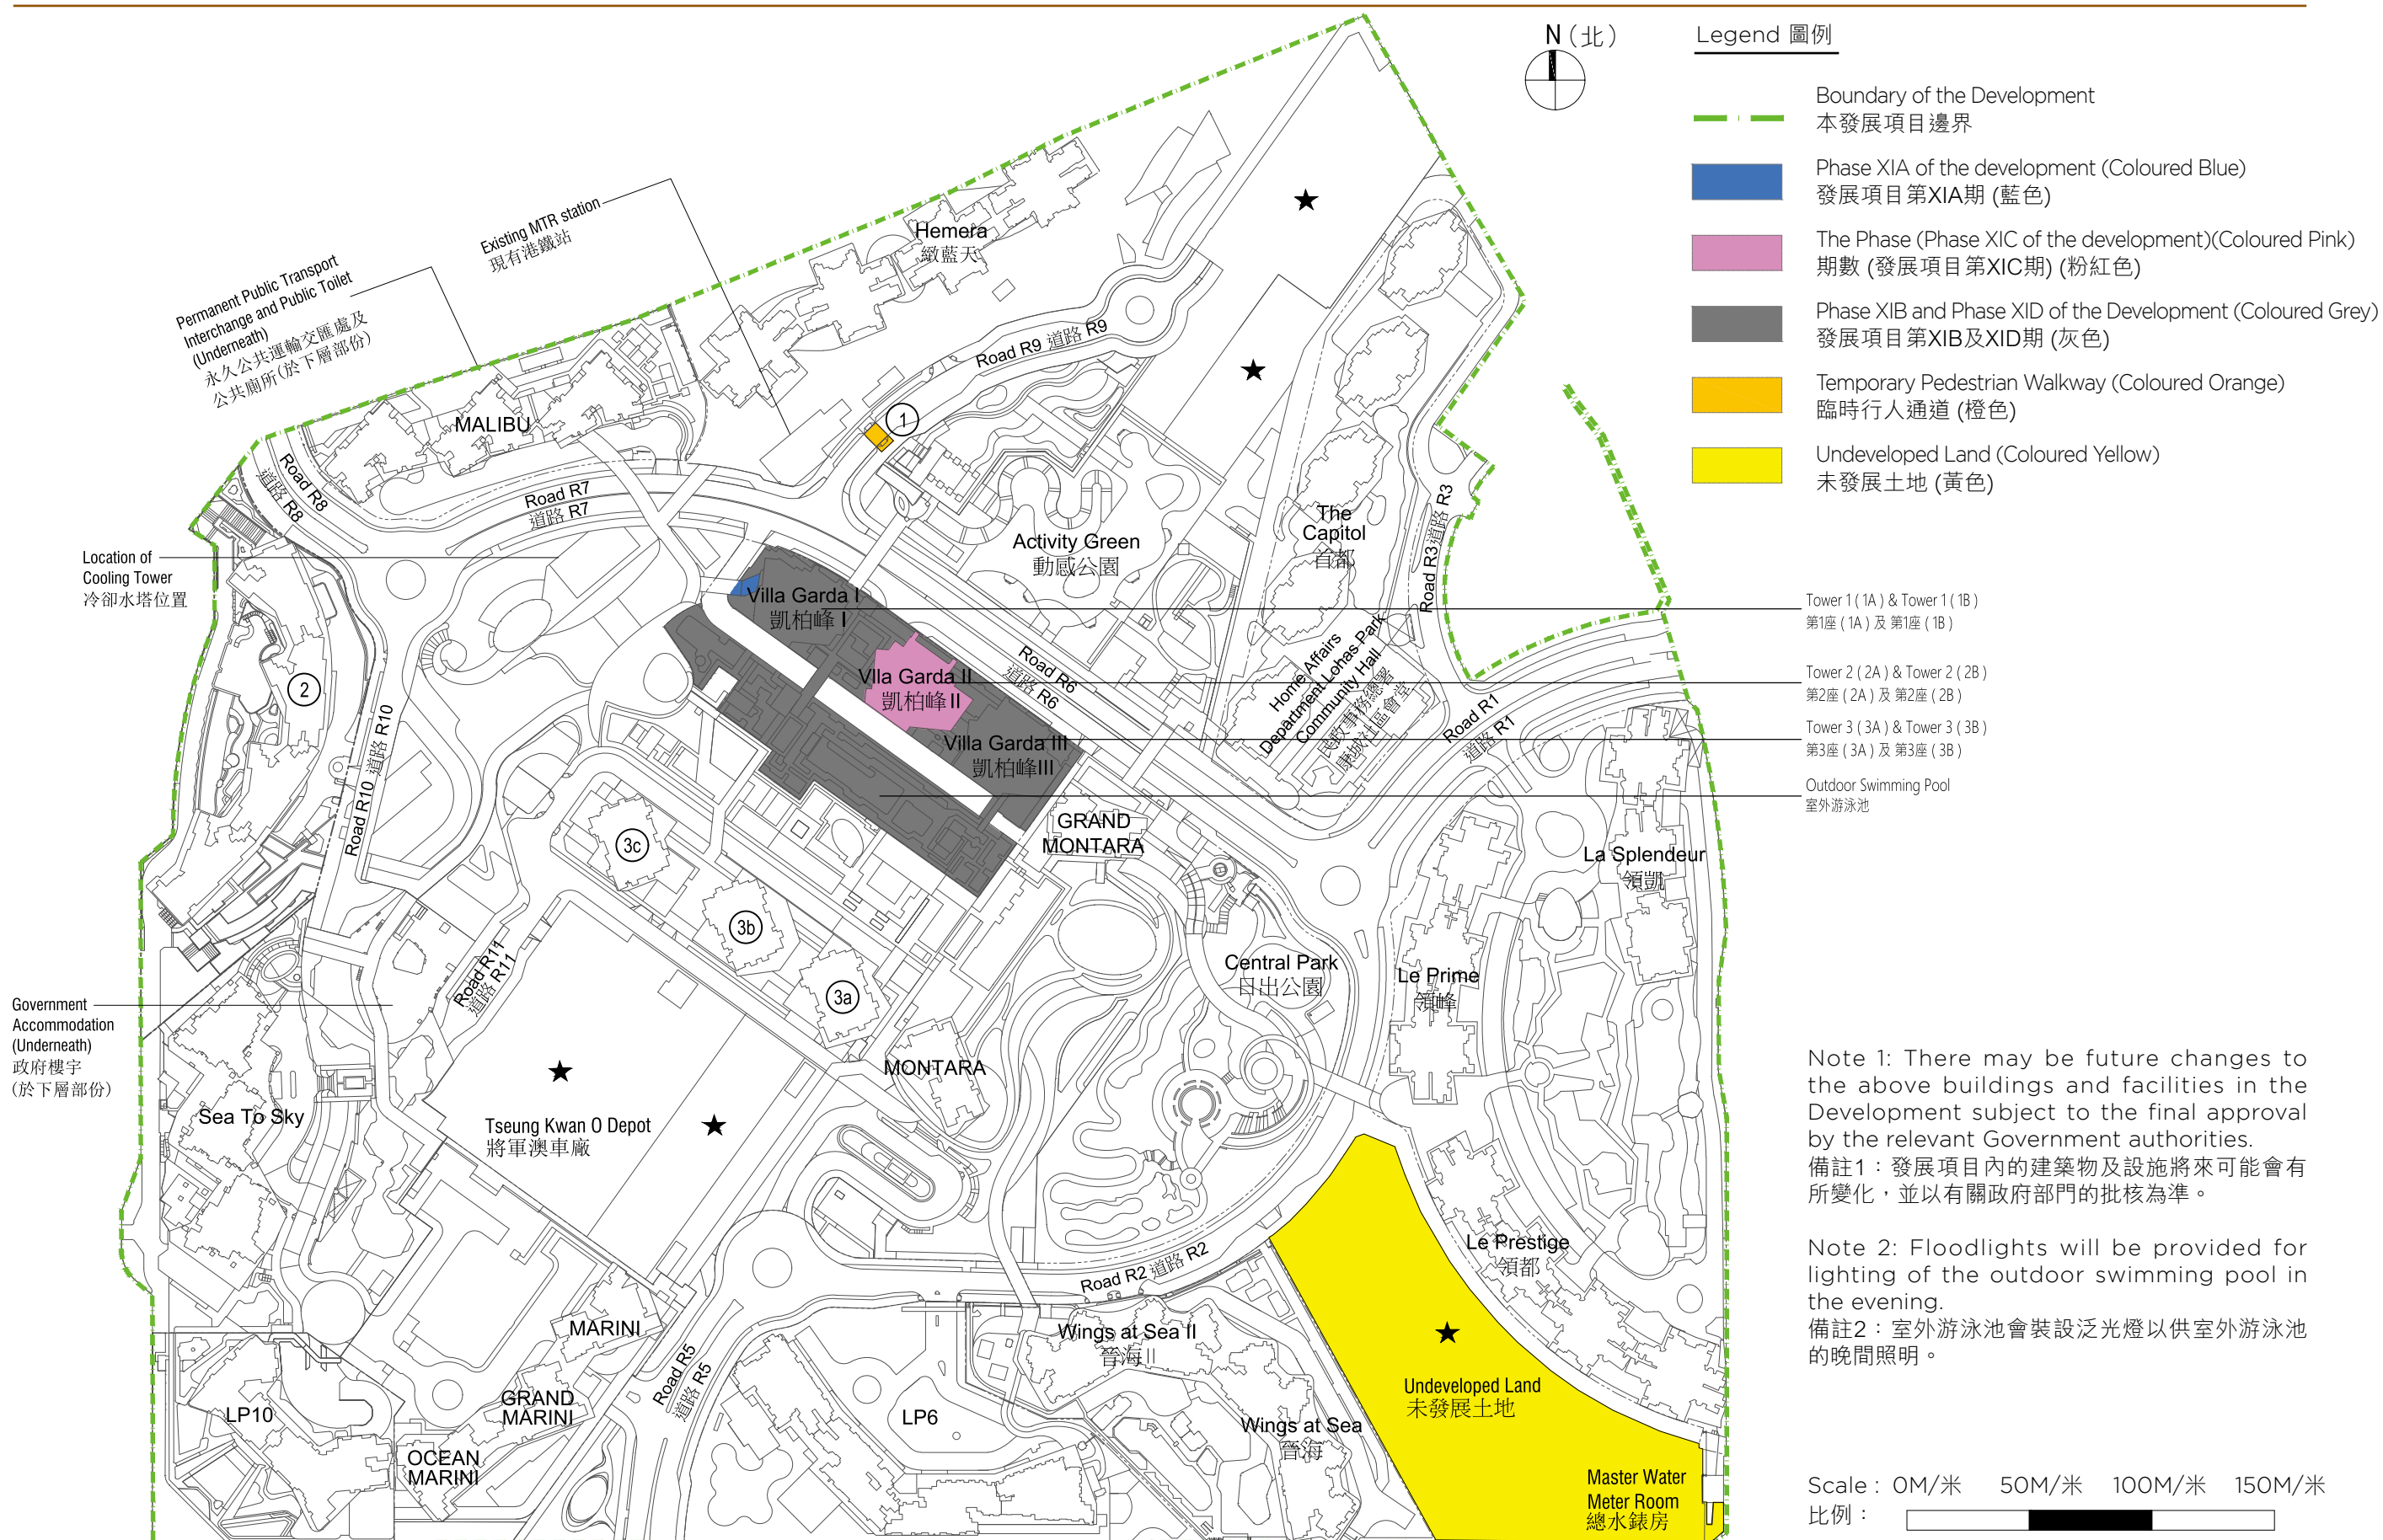 N (北)
Legend 圖例
Boundary of the Development
本發展項目邊界
Phase XIA of the development (Coloured Blue)
發展項目第XIA期 (藍色)
The Phase (Phase XIC of the development)(Coloured Pink)
期數 (發展項目第XIC期) (粉紅色)
Phase XIB and Phase XID of the Development (Coloured Grey)
發展項目第XIB及XID期 (灰色)
Temporary Pedestrian Walkway (Coloured Orange)
臨時行人通道 (橙色)
Undeveloped Land (Coloured Yellow)
未發展土地 (黃色)
Existing MTR station
現有港鐵站
Permanent Public Transport
Interchange and Public Toilet
(Underneath)
永久公共運輸交匯處及
公共廁所(於下層部份)
Hemera
緻藍天
Road R9 道路 R9
MALIBU
1
Road R8
道路 R8
Road R7
道路 R7
Activity Green
動感公園
The
Capitol
首都
Road R3 道路 R3
Location of
Cooling Tower
冷卻水塔位置
Villa Garda I
凱柏峰 I
Tower 1 ( 1A ) & Tower 1 ( 1B )
第1座 ( 1A ) 及 第1座 ( 1B )
2
Vlla Garda II
凱柏峰 II
Road R6
道路 R6
Home Affairs
Department Lohas Park
Community Hall
民政事務總署
康城社區會堂
Tower 2 ( 2A ) & Tower 2 ( 2B )
第2座 ( 2A ) 及 第2座 ( 2B )
Road R1
道路 R1
Villa Garda III
凱柏峰III
Tower 3 ( 3A ) & Tower 3 ( 3B )
第3座 ( 3A ) 及 第3座 ( 3B )
Outdoor Swimming Pool
室外游泳池
Road R10 道路 R10
GRAND
MONTARA
3c
La Splendeur
領凱
3b
Central Park
日出公園
Le Prime
領峰
3a
Road R11
道路 R11
Government
Accommodation
(Underneath)
政府樓宇
(於下層部份)
MONTARA
Sea To Sky
Tseung Kwan O Depot
將軍澳車廠
Note 1: There may be future changes to
the above buildings and facilities in the
Development subject to the final approval
by the relevant Government authorities.
備註1：發展項目內的建築物及設施將來可能會有
所變化，並以有關政府部門的批核為準。
Note 2: Floodlights will be provided for
lighting of the outdoor swimming pool in
the evening.
備註2：室外游泳池會裝設泛光燈以供室外游泳池
的晚間照明。
Le Prestige
領都
Road R2 道路 R2
MARINI
Wings at Sea II
晉海 II
Road R5
道路 R5
GRAND
MARINI
LP10
LP6
Undeveloped Land
未發展土地
Wings at Sea
晉海
OCEAN
MARINI
Master Water
Meter Room
總水錶房
Scale : 0M/米 50M/米 100M/米 150M/米
比例 :